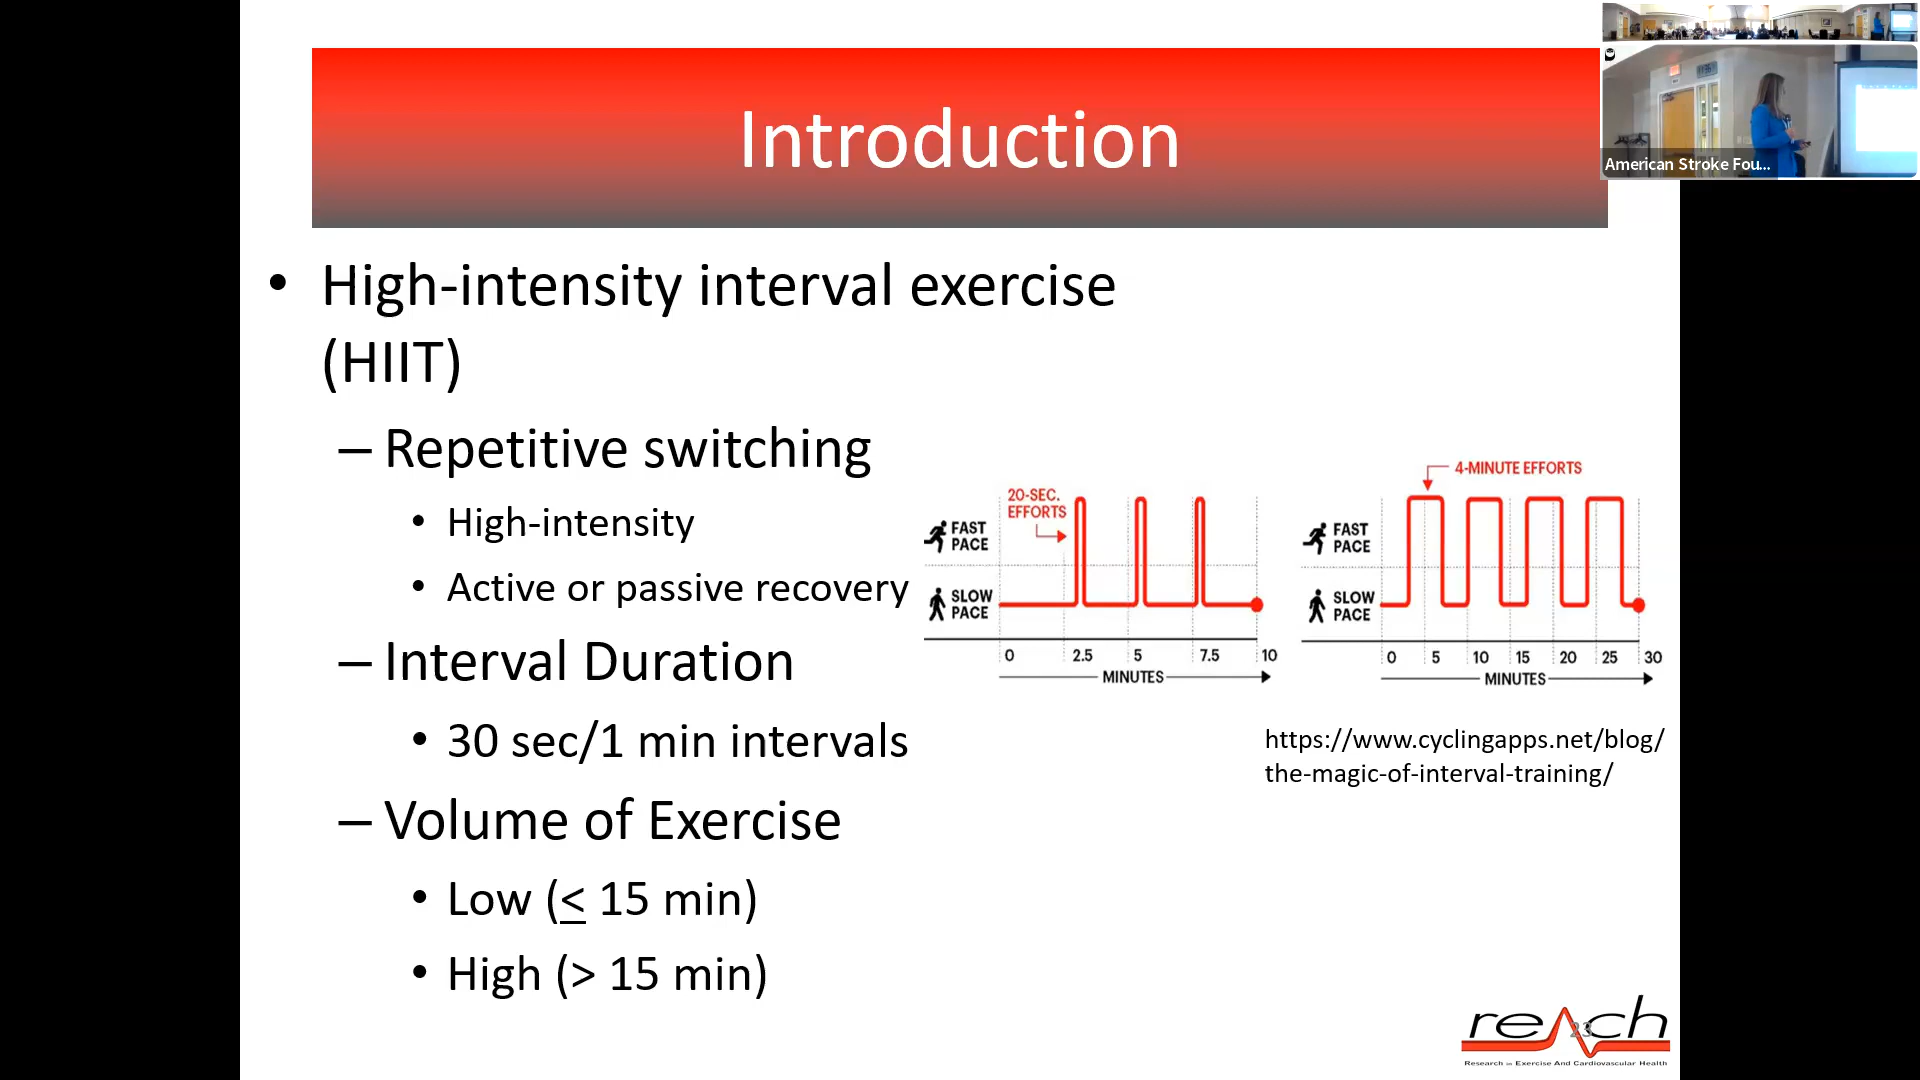 Introduction
American Stroke Fou...
• High-intensity interval exercise
(HIIT)
– Repetitive switching
• High-intensity
• Active or passive recovery
– Interval Duration
• 30 sec/1 min intervals
– Volume of Exercise
• Low (≤ 15 min)
• High (> 15 min)
20-SEC.
EFFORTS
FAST
PACE
SLOW
PACE
0 2.5 5 7.5 10
MINUTES
4-MINUTE EFFORTS
FAST
PACE
SLOW
PACE
0 5 10 15 20 25 30
MINUTES
https://www.cyclingapps.net/blog/
the-magic-of-interval-training/
reach
23
Research in Exercise And Cardiovascular Health